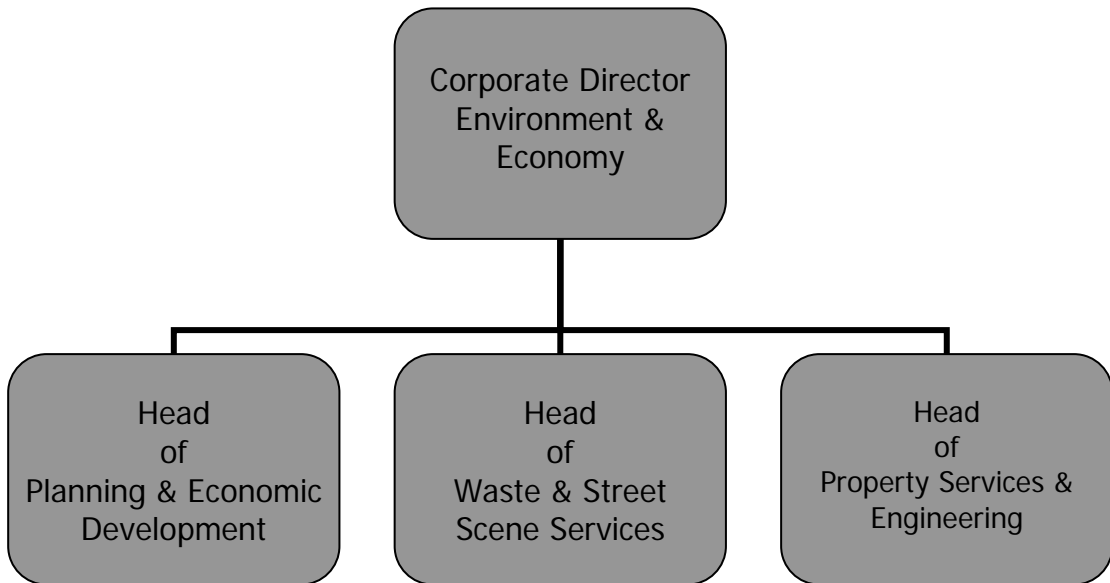 Corporate Director
Environment &
Economy
Head
of
Planning & Economic
Development
Head
of
Waste & Street
Scene Services
Head
of
Property Services &
Engineering